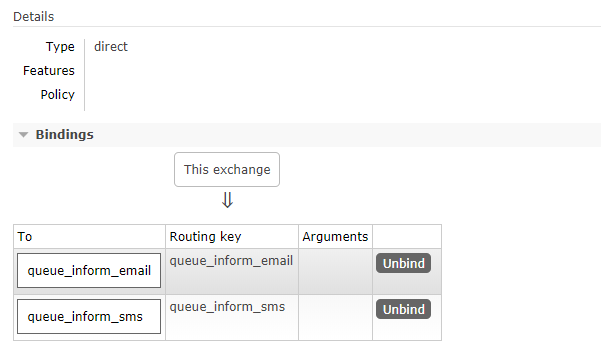 Details
Type direct
Features
Policy
Bindings
This exchange
⇓
To Routing key Arguments
queue_inform_email queue_inform_email Unbind
queue_inform_sms queue_inform_sms Unbind